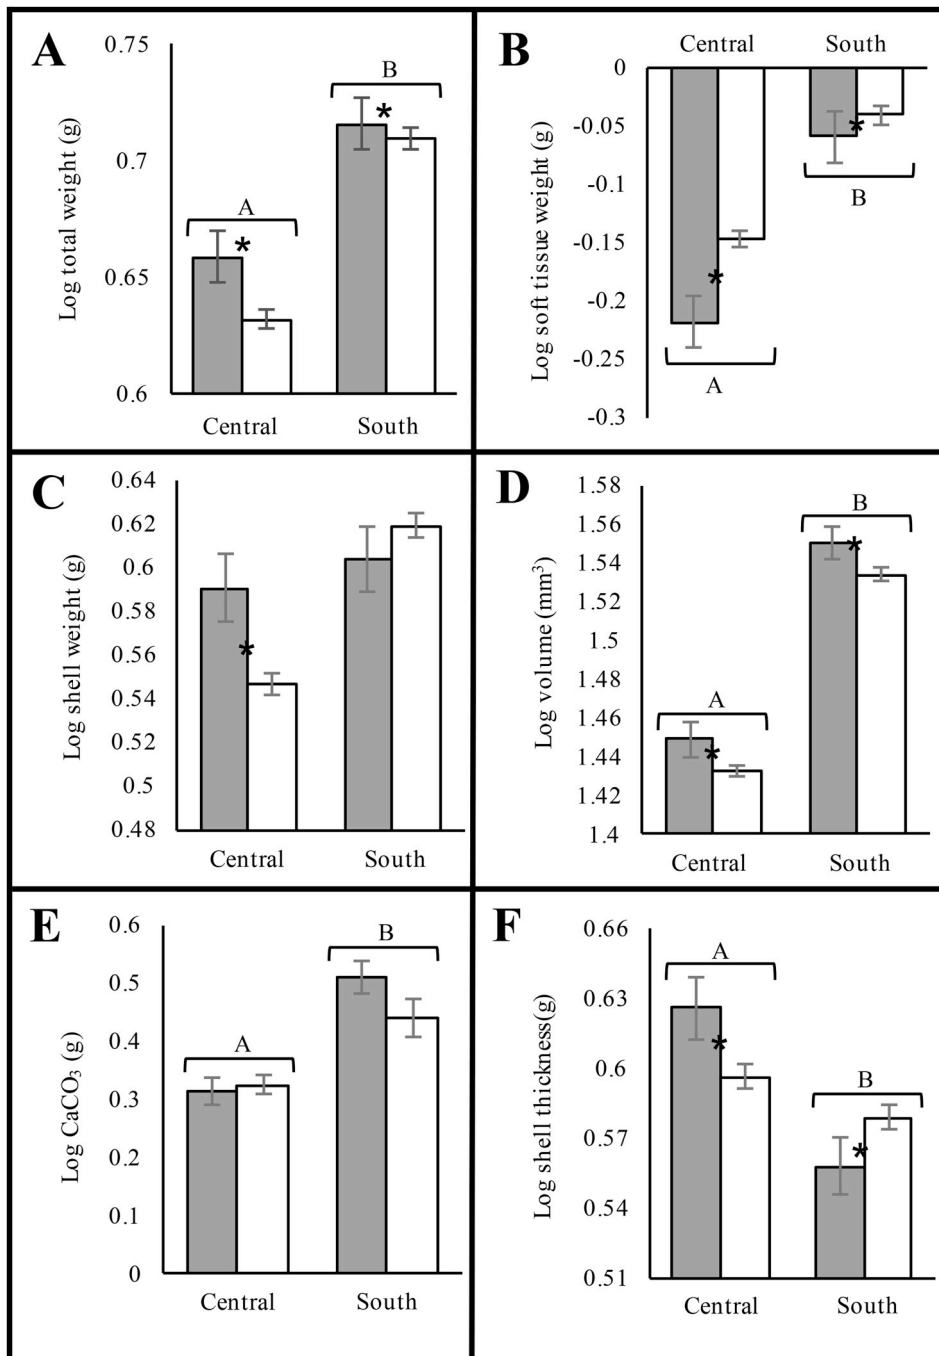 A
Log total weight (g)
0.75
0.7
0.65
0.6
A
*
B
*
Central
South
B
Log soft tissue weight (g)
Central
South
0
-0.05
-0.1
-0.15
-0.2
-0.25
-0.3
*
A
*
B
C
Log shell weight (g)
0.64
0.62
0.6
0.58
0.56
0.54
0.52
0.5
0.48
*
Central
South
D
Log volume (mm³)
1.58
1.56
1.54
1.52
1.5
1.48
1.46
1.44
1.42
1.4
A
*
B
*
Central
South
E
Log CaCO₃ (g)
0.6
0.5
0.4
0.3
0.2
0.1
0
A
B
Central
South
F
Log shell thickness(g)
0.66
0.63
0.6
0.57
0.54
0.51
A
*
B
*
Central
South